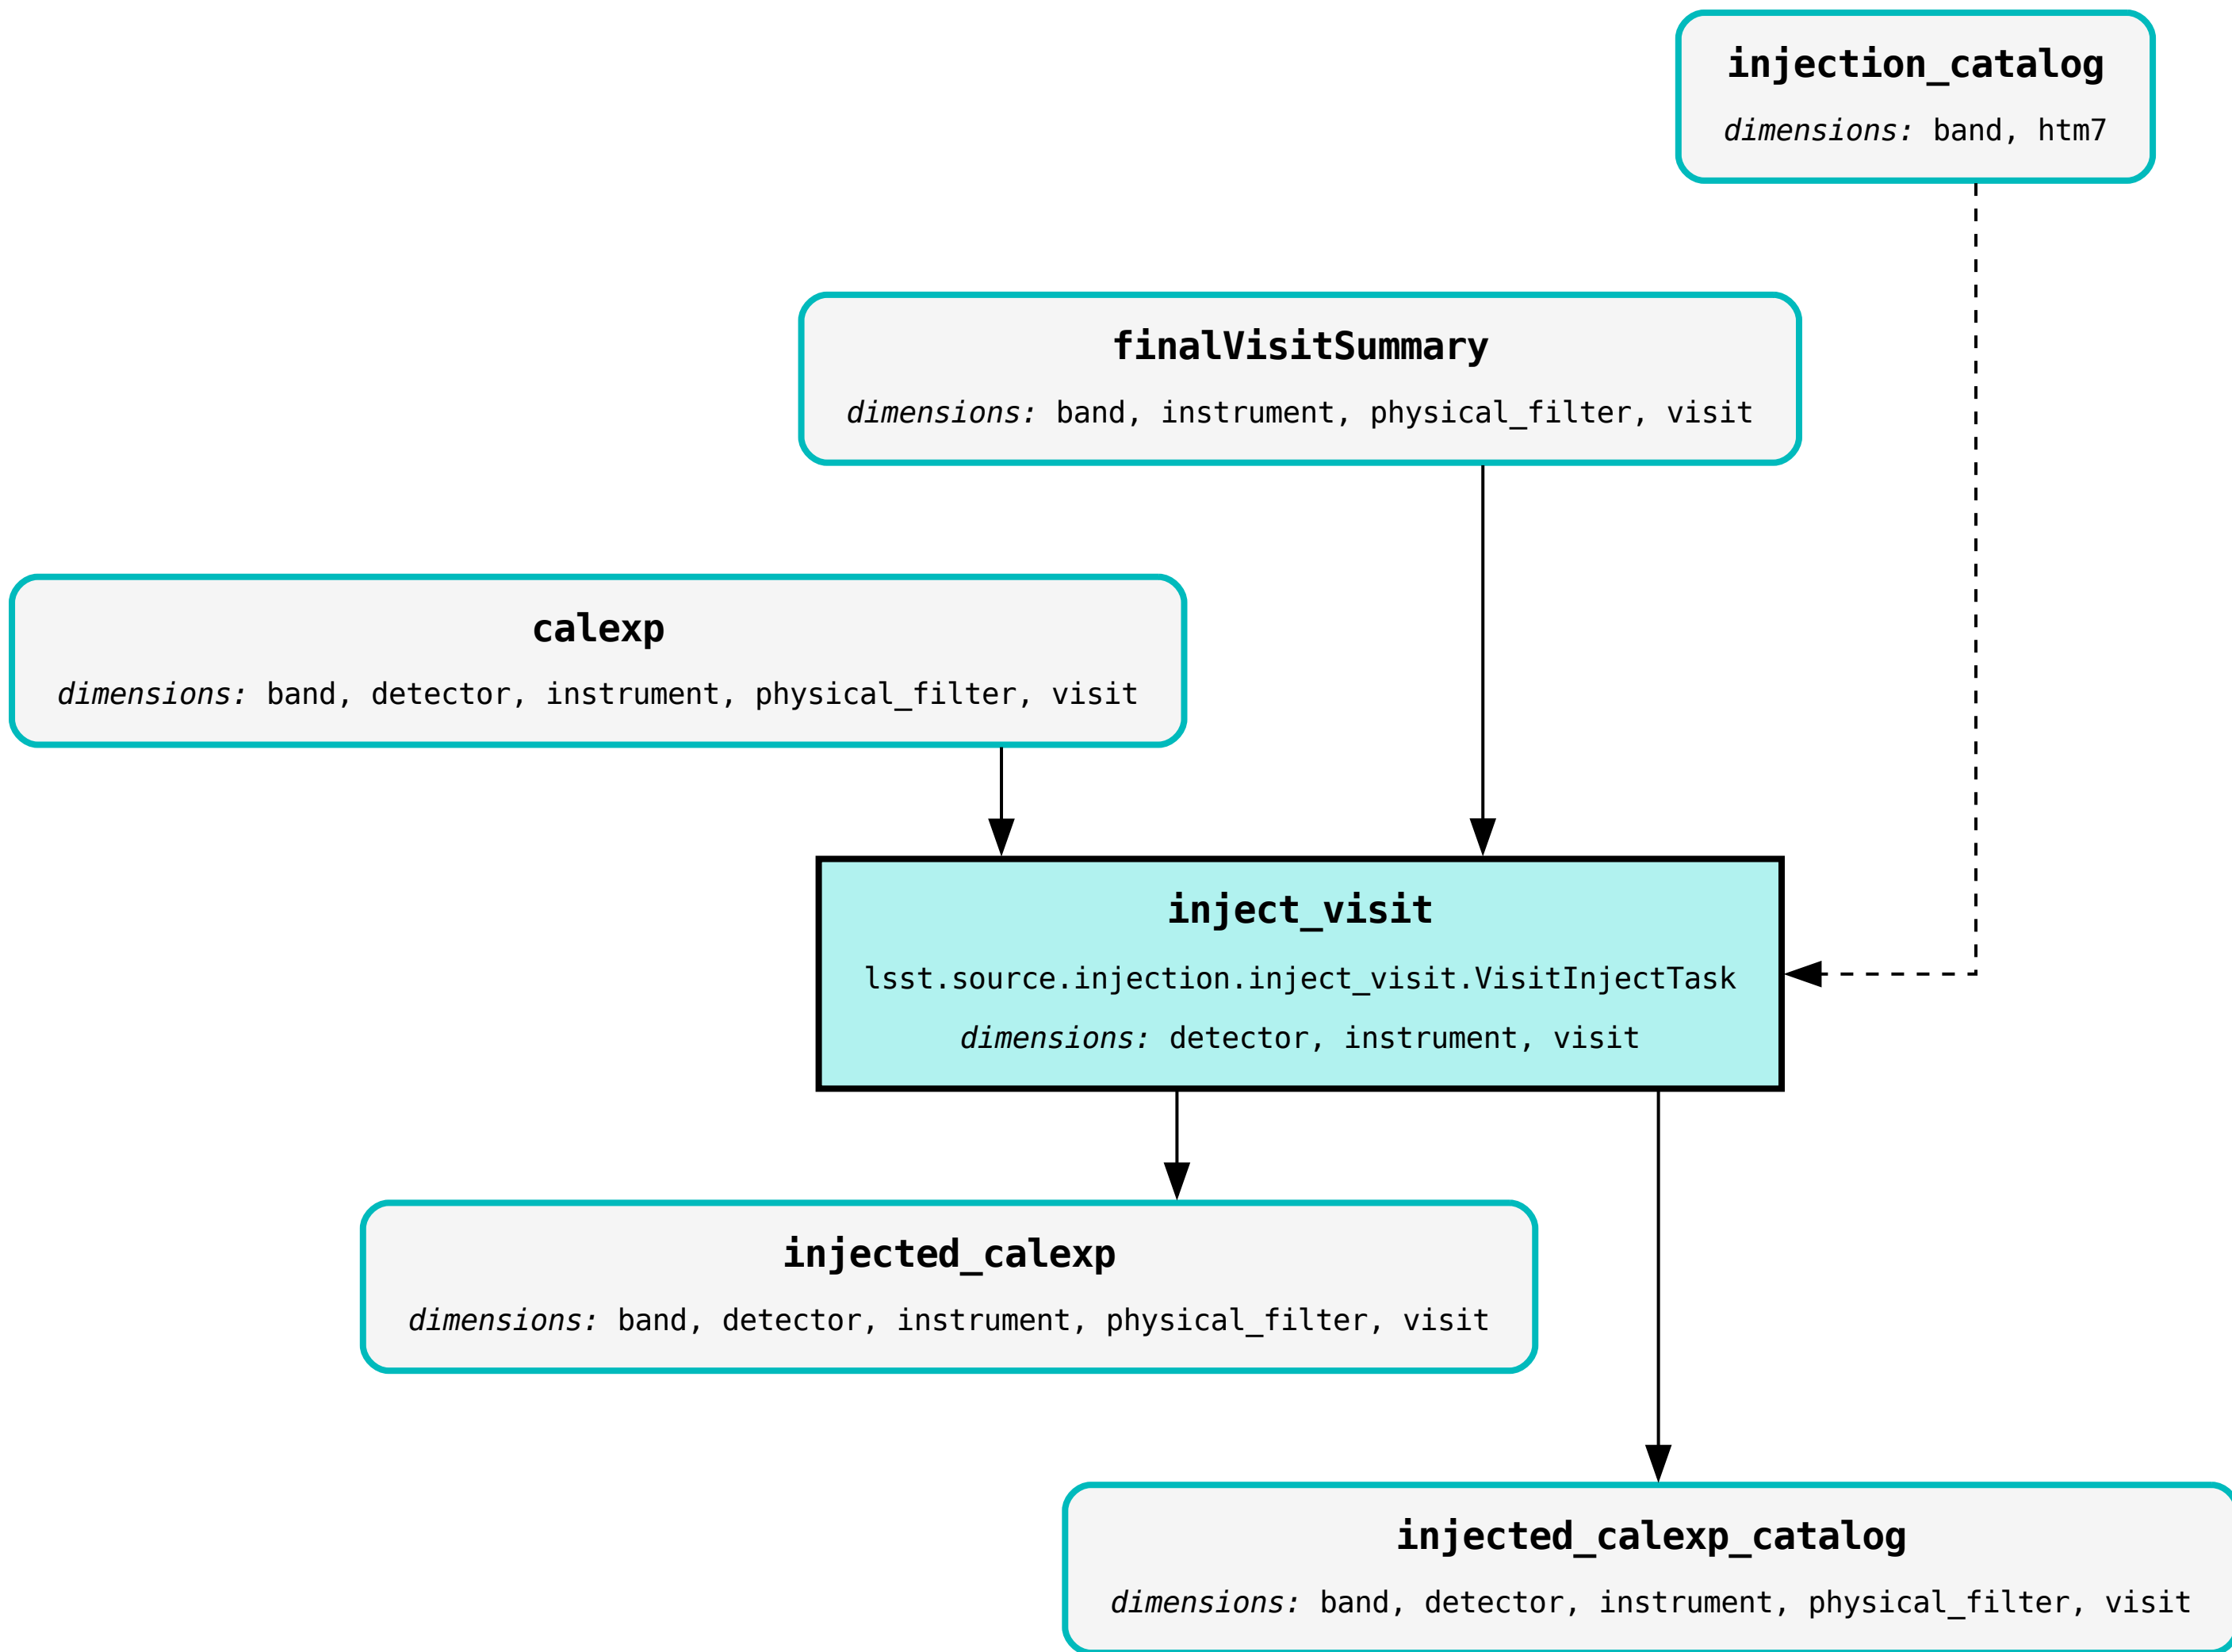 injection_catalog
dimensions: band, htm7
finalVisitSummary
dimensions: band, instrument, physical_filter, visit
calexp
dimensions: band, detector, instrument, physical_filter, visit
inject_visit
lsst.source.injection.inject_visit.VisitInjectTask
dimensions: detector, instrument, visit
injected_calexp
dimensions: band, detector, instrument, physical_filter, visit
injected_calexp_catalog
dimensions: band, detector, instrument, physical_filter, visit